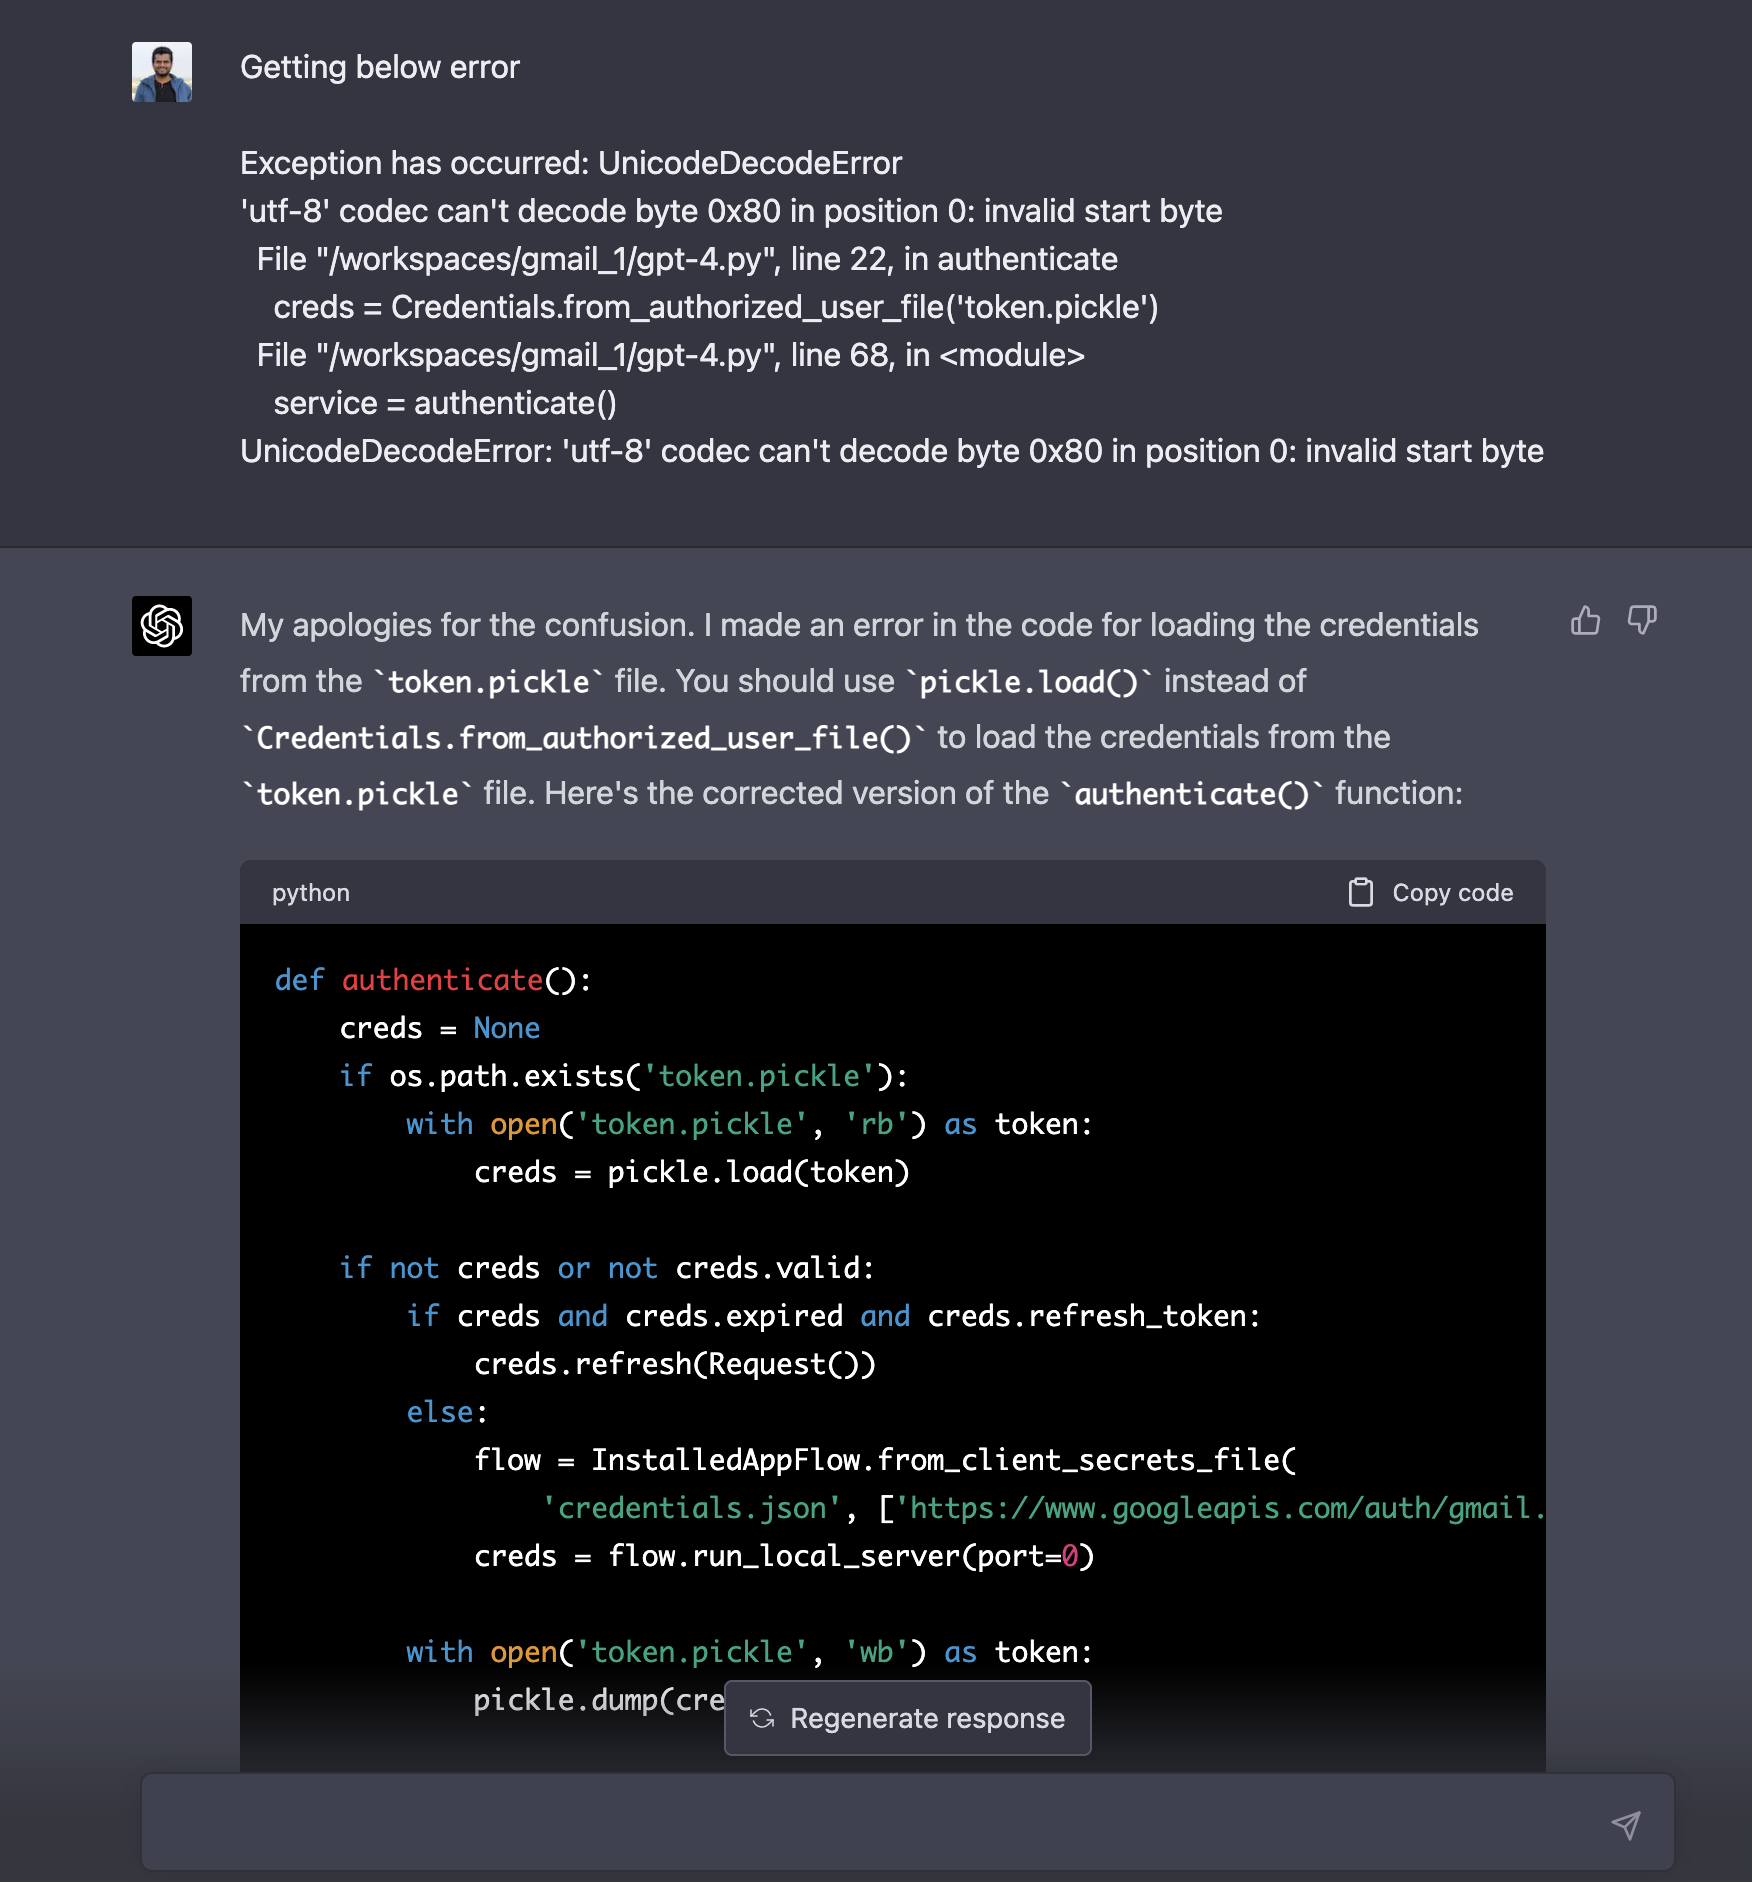 Getting below error
Exception has occurred: UnicodeDecodeError
'utf-8' codec can't decode byte 0x80 in position 0: invalid start byte
  File "/workspaces/gmail_1/gpt-4.py", line 22, in authenticate
    creds = Credentials.from_authorized_user_file('token.pickle')
  File "/workspaces/gmail_1/gpt-4.py", line 68, in <module>
    service = authenticate()
UnicodeDecodeError: 'utf-8' codec can't decode byte 0x80 in position 0: invalid start byte
My apologies for the confusion. I made an error in the code for loading the credentials
from the `token.pickle` file. You should use `pickle.load()` instead of
`Credentials.from_authorized_user_file()` to load the credentials from the
`token.pickle` file. Here's the corrected version of the `authenticate()` function:
python
Copy code
def authenticate():
    creds = None
    if os.path.exists('token.pickle'):
        with open('token.pickle', 'rb') as token:
            creds = pickle.load(token)
    if not creds or not creds.valid:
        if creds and creds.expired and creds.refresh_token:
            creds.refresh(Request())
        else:
            flow = InstalledAppFlow.from_client_secrets_file(
                'credentials.json', ['https://www.googleapis.com/auth/gmail.
            creds = flow.run_local_server(port=0)
        with open('token.pickle', 'wb') as token:
            pickle.dump(cre
Regenerate response